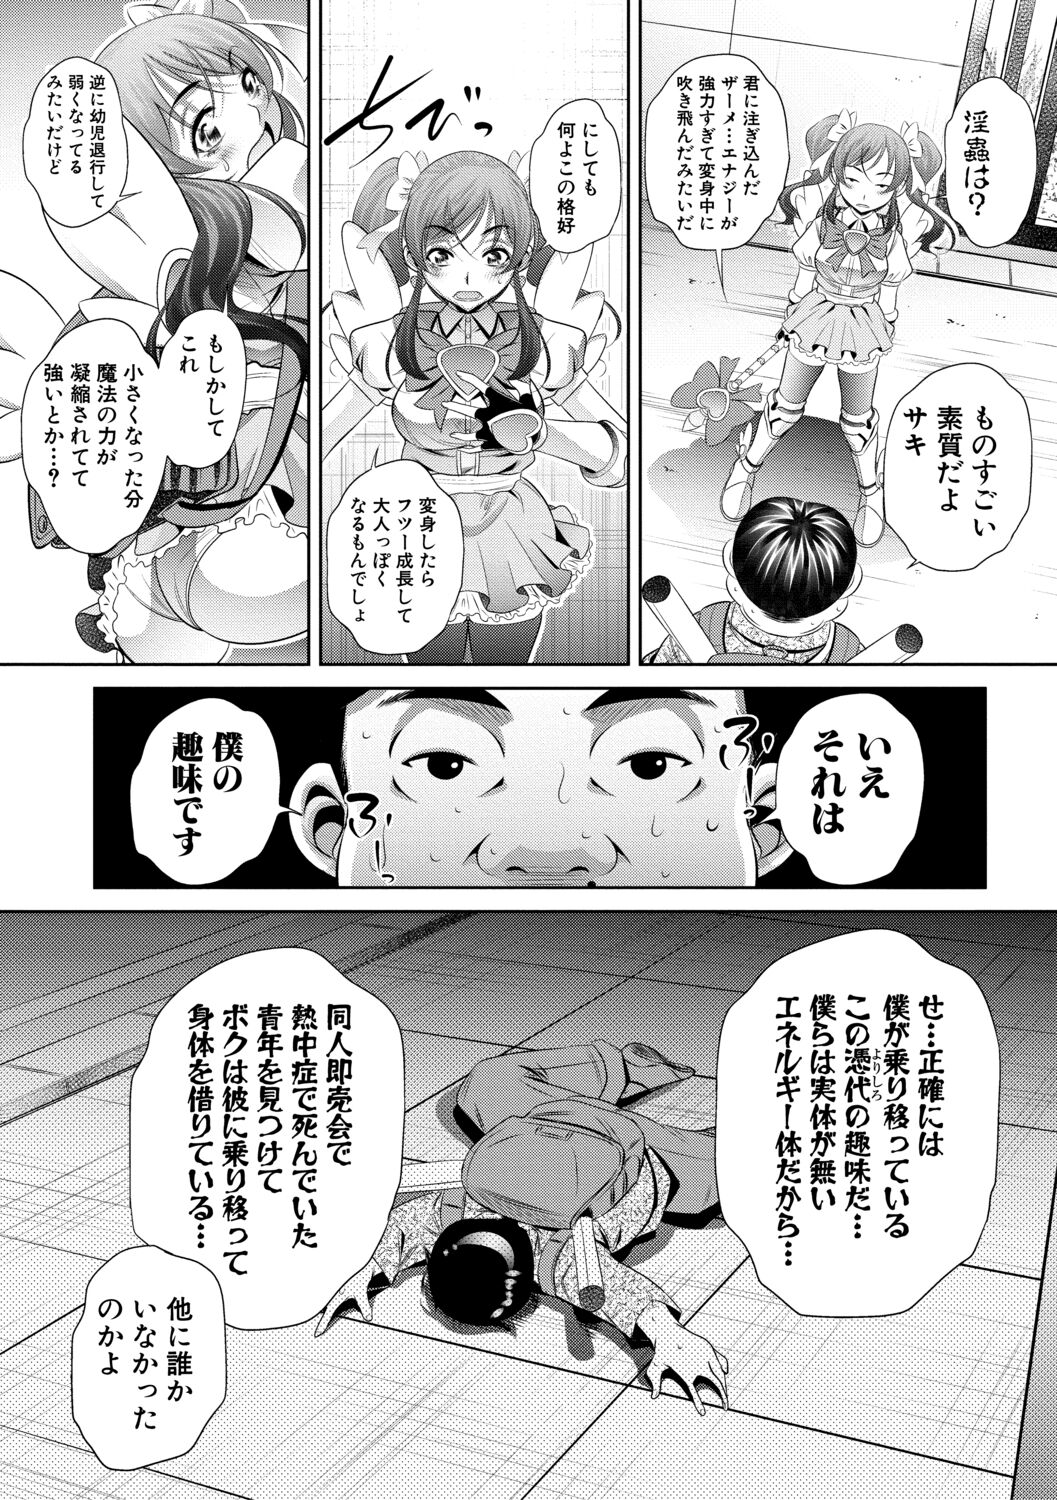 淫蟲は?
君に注ぎ込んだ
ザーメ…エナジーが
強力すぎて変身中に
吹き飛んだみたいだ
ものすごい
素質だよ
サキ
にしても
何よこの格好
ちびっ
変身したら
フツー成長して
大人っぽく
なるもんでしょ
逆に幼児退行して
弱くなってる
みたいだけど
もしかして
これ
小さくなった分
魔法の力が
凝縮されてて
強いとか…?
いえ
それは
ふー
ふー
僕の
趣味です
せ…正確には
僕が乗り移っている
この憑代の趣味だ…
よりしろ
僕らは実体が無い
エネルギー体だから…
同人即売会で
熱中症で死んでいた
青年を見つけて
ボクは彼に乗り移って
身体を借りている…
他に誰か
いなかった
のかよ